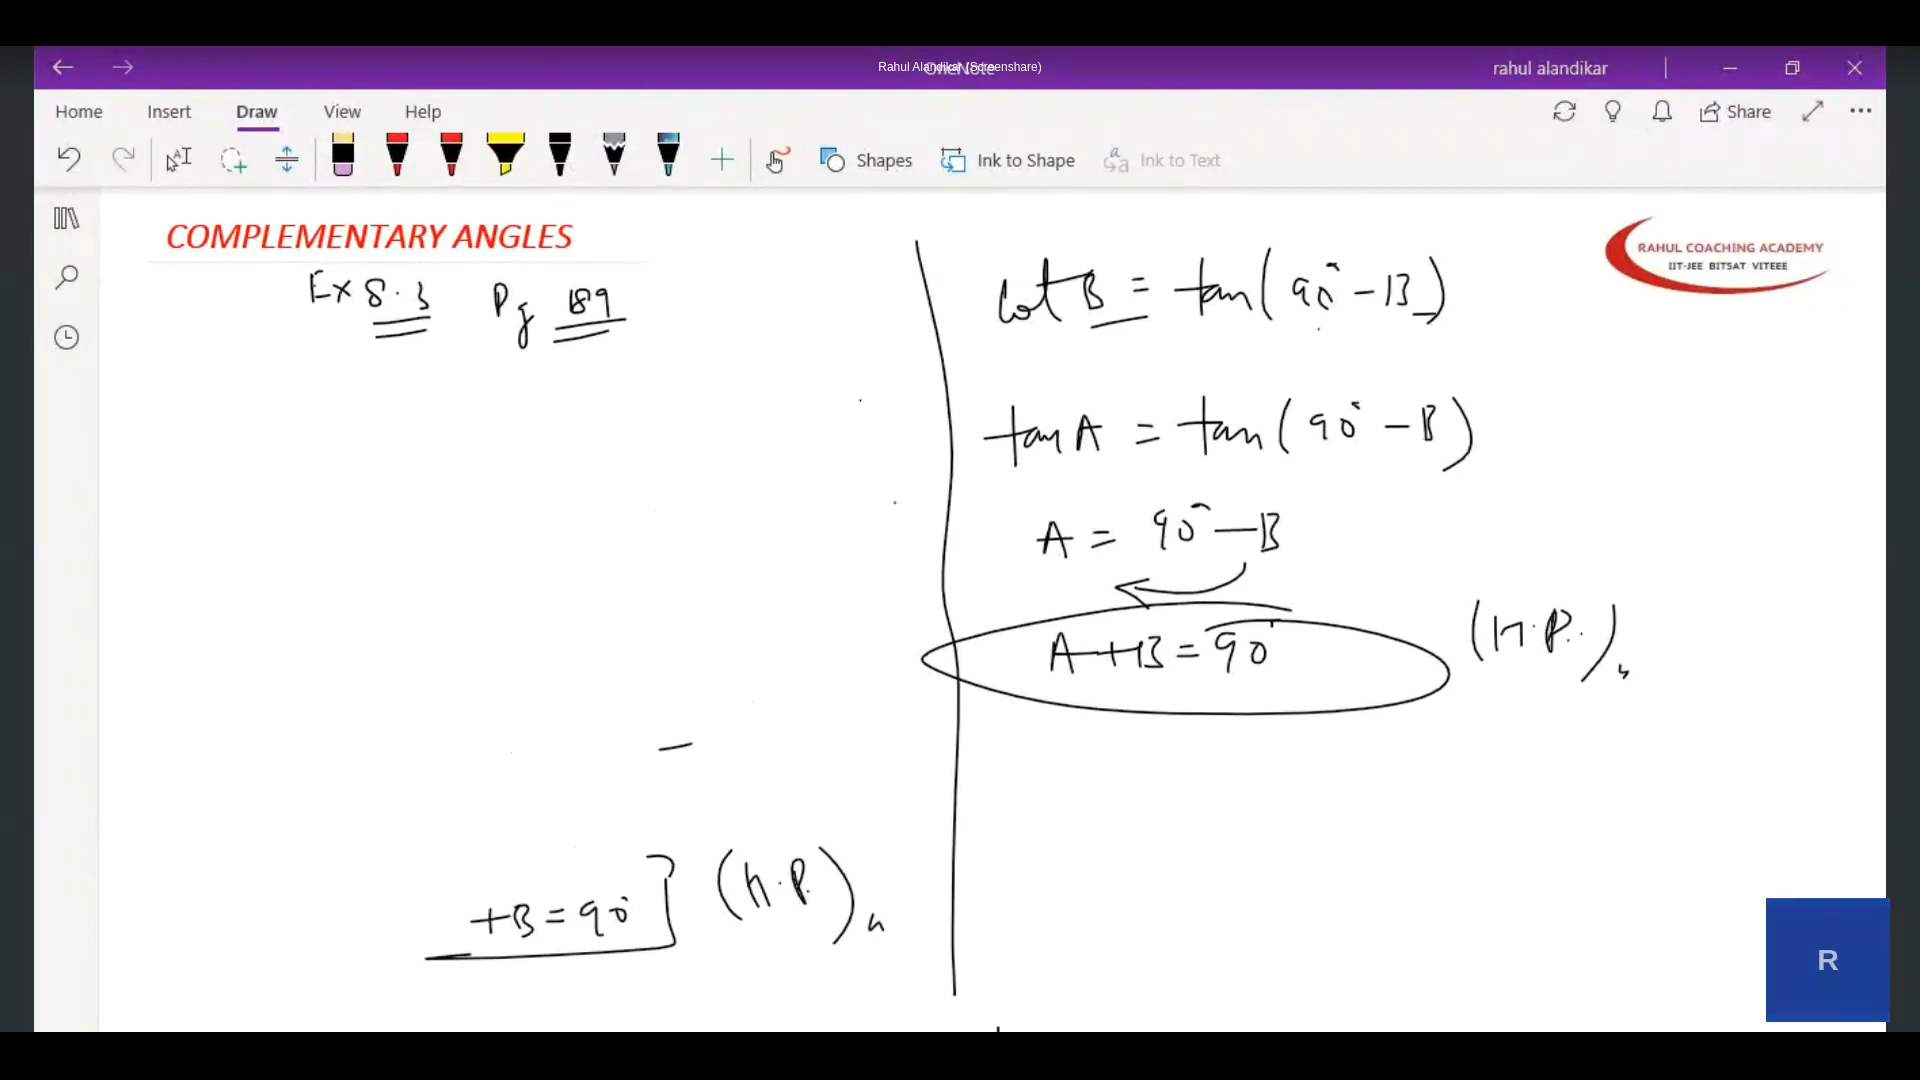 Rahul Alandikar (Screenshare)
OneNote
rahul alandikar
Home Insert Draw View Help
Share
Shapes Ink to Shape Ink to Text
COMPLEMENTARY ANGLES
Ex 8.3 Pg 189
RAHUL COACHING ACADEMY
IIT-JEE BITSAT VITEEE
cot B = tan(90° - B)
tan A = tan(90° - B)
A = 90° - B
A + B = 90° (H.P.)
+B = 90° (H.P.)
R